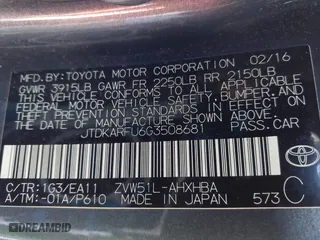 MFD. BY: TOYOTA MOTOR CORPORATION 02/16
GVWR 3915LB GAWR FR 2250LB RR 2150LB
THIS VEHICLE CONFORMS TO ALL APPLICABLE
FEDERAL MOTOR VEHICLE SAFETY, BUMPER, AND
THEFT PREVENTION STANDARDS IN EFFECT ON
THE DATE OF MANUFACTURE SHOWN ABOVE.
JTDKARFU6G3508681
PASS. CAR
C/TR:1G3/EA11 ZVW51L-AHXHBA
A/TM:-01A/P610 MADE IN JAPAN 573 C
TOYOTA
© DREAMBID